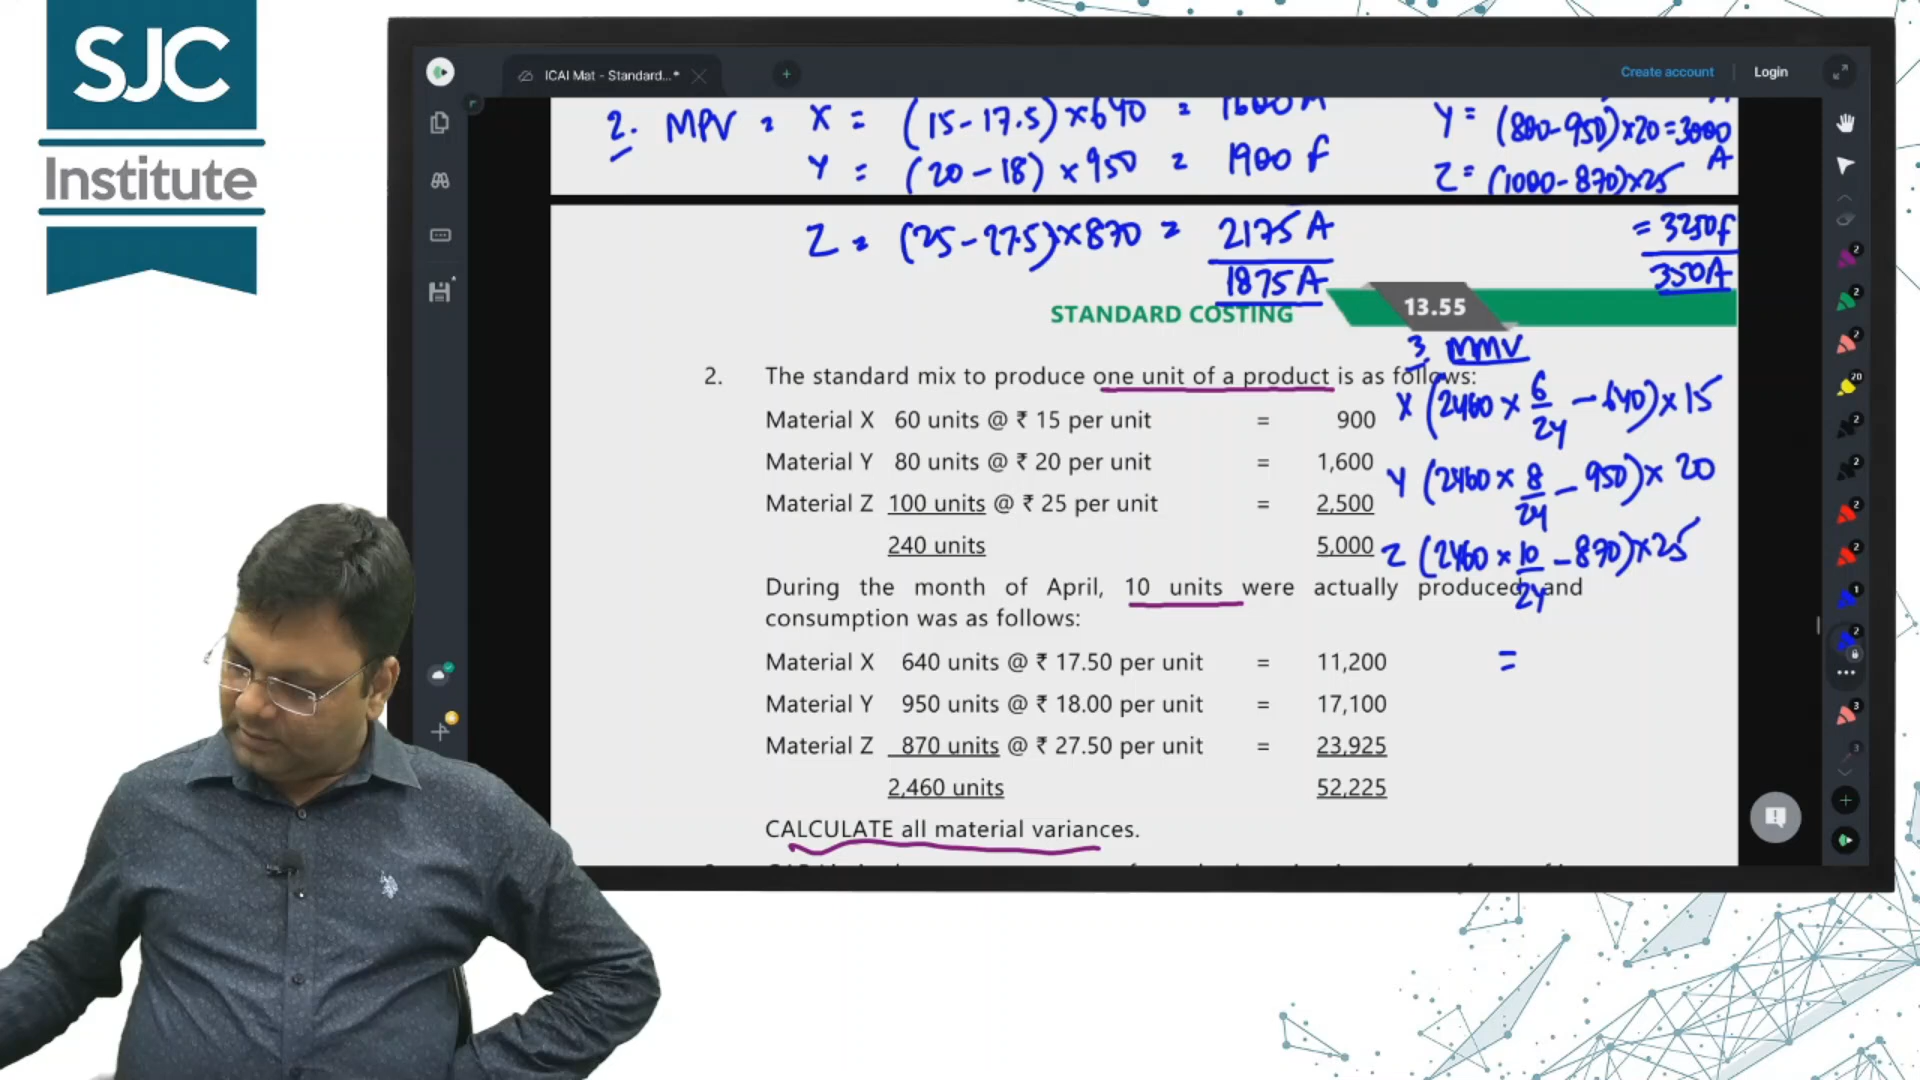 SJC
Institute
ICAI Mat - Standard...*
Create account
Login
2. MPV = X = (15-17.5)×640 = 1600A
Y = (20-18)×950 = 1900 f
Y = (800-950)×20=3000 A
Z = (1000-870)×25
Z = (25-27.5)×870 = 2175A
1875A
= 3250f
350A
STANDARD COSTING
13.55
3. MMV
X (2460 × 6/24 - 640) × 15
Y (2460 × 8/24 - 950) × 20
Z (2460 × 10/24 - 870) × 25
=
2. The standard mix to produce one unit of a product is as follows:
Material X 60 units @ ₹ 15 per unit = 900
Material Y 80 units @ ₹ 20 per unit = 1,600
Material Z 100 units @ ₹ 25 per unit = 2,500
240 units 5,000
During the month of April, 10 units were actually produced and
consumption was as follows:
Material X 640 units @ ₹ 17.50 per unit = 11,200
Material Y 950 units @ ₹ 18.00 per unit = 17,100
Material Z 870 units @ ₹ 27.50 per unit = 23,925
2,460 units 52,225
CALCULATE all material variances.